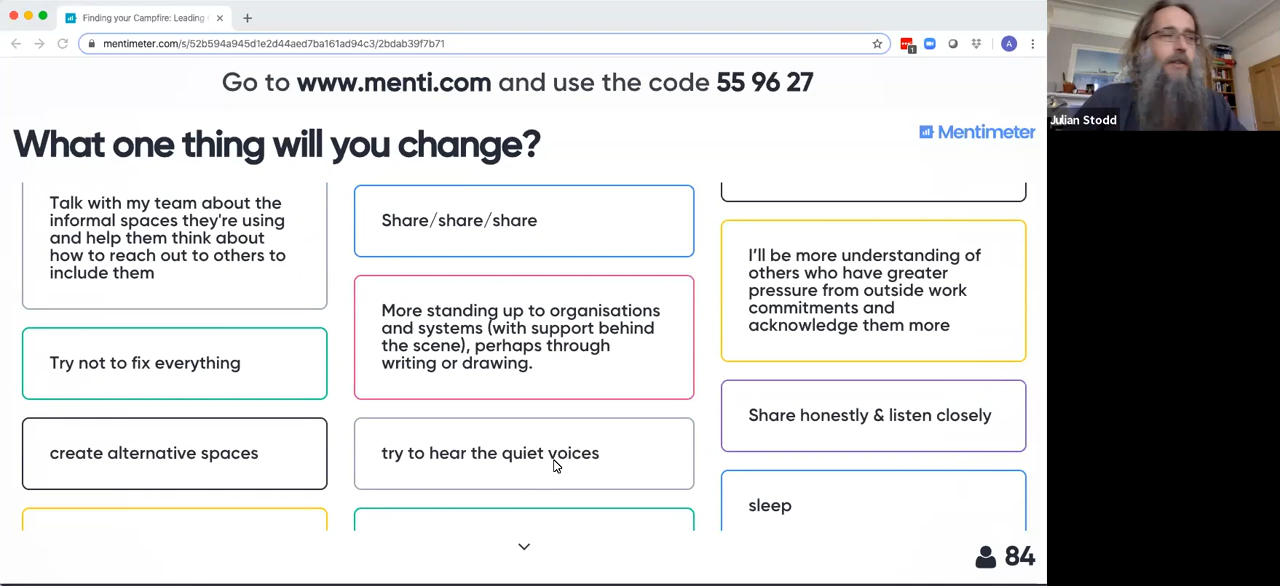 Finding your Campfire: Leading
mentimeter.com/s/52b594a945d1e2d44aed7ba161ad94c3/2bdab39f7b71
1
A
Go to www.menti.com and use the code 55 96 27
What one thing will you change?
Mentimeter
Talk with my team about the
informal spaces they're using
and help them think about
how to reach out to others to
include them
Try not to fix everything
create alternative spaces
Share/share/share
More standing up to organisations
and systems (with support behind
the scene), perhaps through
writing or drawing.
try to hear the quiet voices
I'll be more understanding of
others who have greater
pressure from outside work
commitments and
acknowledge them more
Share honestly & listen closely
sleep
84
Julian Stodd